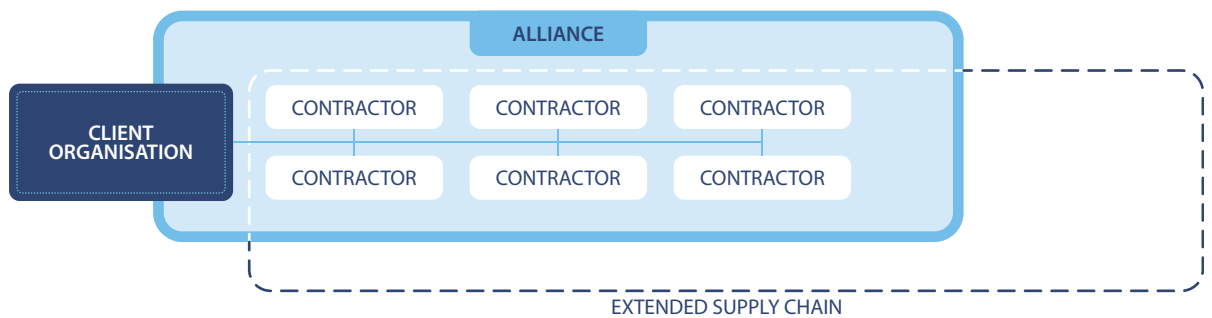 ALLIANCE
CLIENT
ORGANISATION
CONTRACTOR
CONTRACTOR
CONTRACTOR
CONTRACTOR
CONTRACTOR
CONTRACTOR
EXTENDED SUPPLY CHAIN